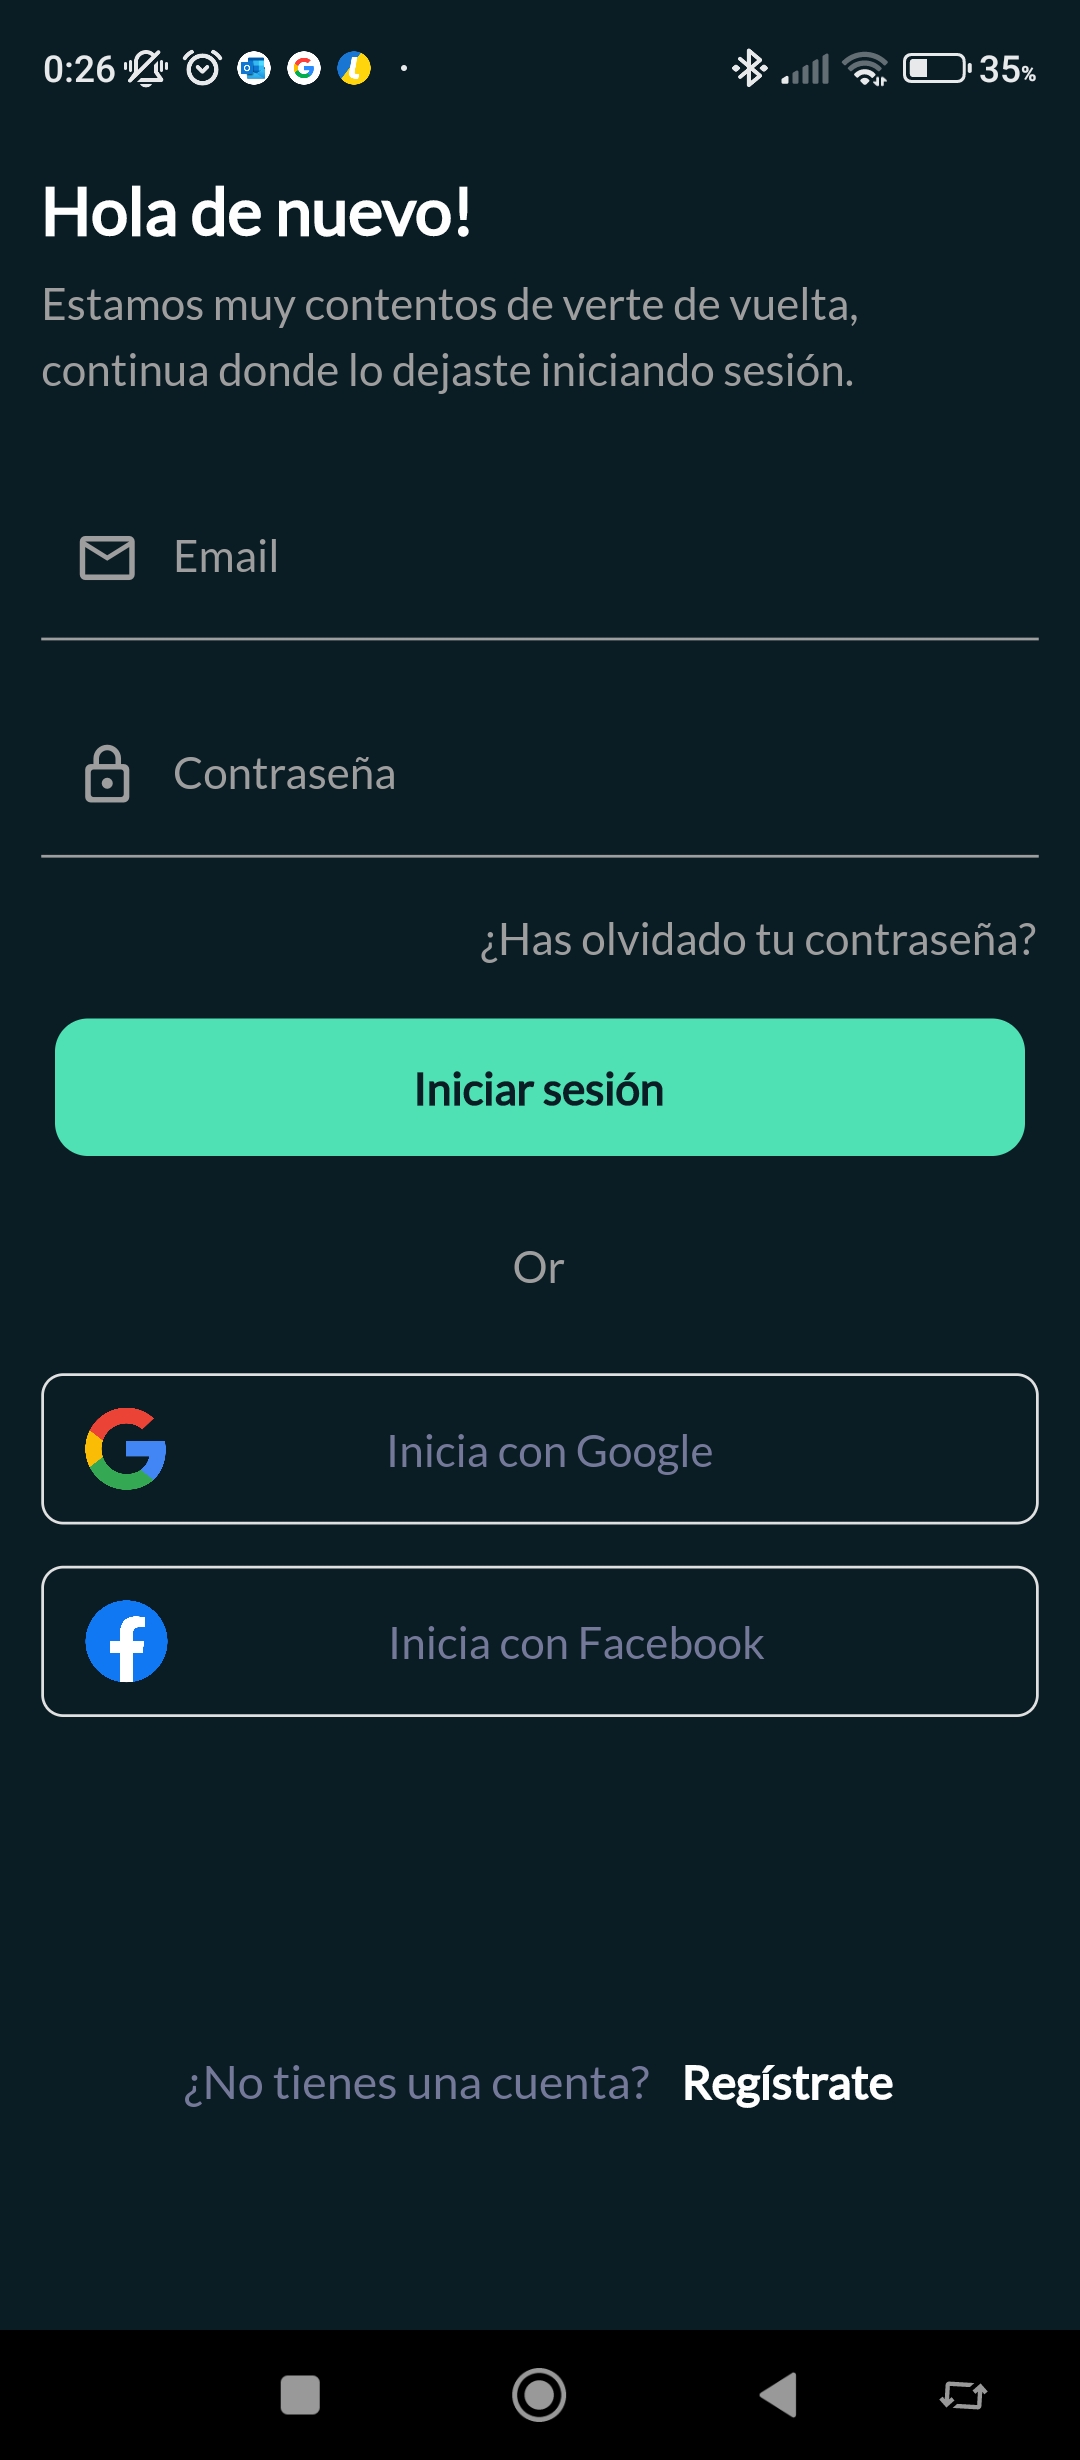 0:26
35%
Hola de nuevo!
Estamos muy contentos de verte de vuelta,
continua donde lo dejaste iniciando sesión.
Email
Contraseña
¿Has olvidado tu contraseña?
Iniciar sesión
Or
Inicia con Google
Inicia con Facebook
¿No tienes una cuenta? Regístrate